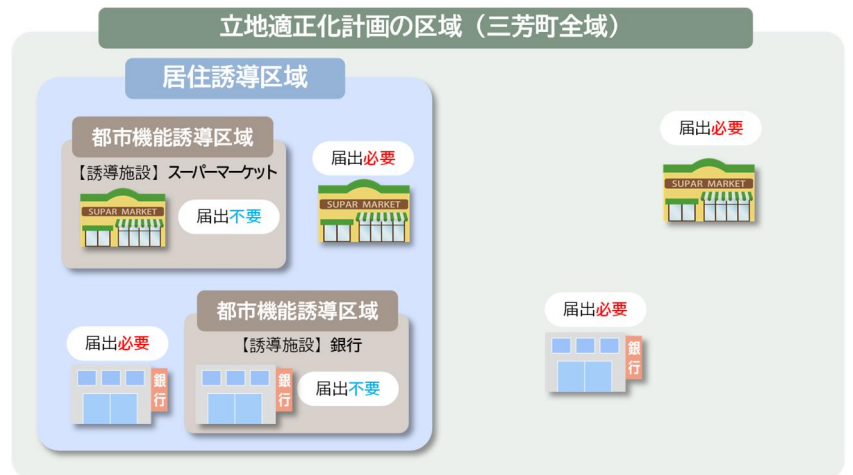 立地適正化計画の区域（三芳町全域）
居住誘導区域
都市機能誘導区域
【誘導施設】スーパーマーケット
SUPAR MARKET
届出不要
届出必要
SUPAR MARKET
届出必要
SUPAR MARKET
都市機能誘導区域
【誘導施設】銀行
銀行
届出不要
届出必要
銀行
届出必要
銀行